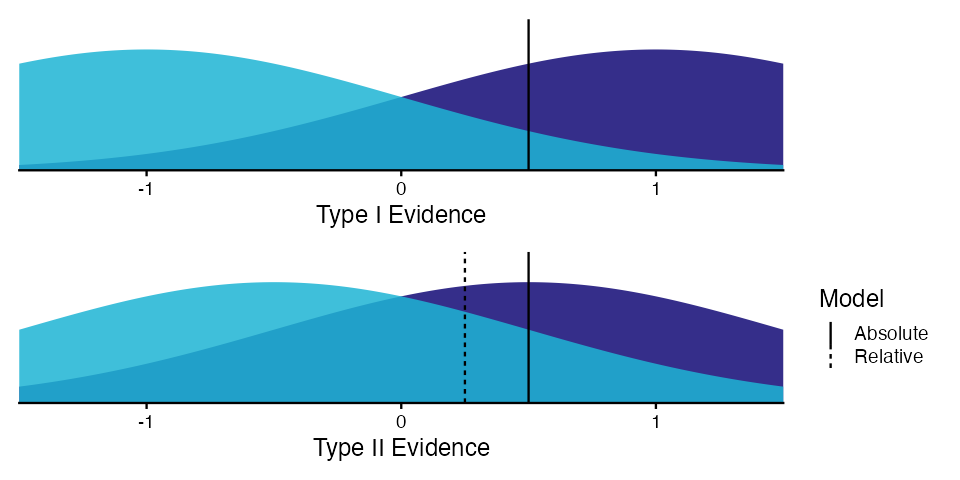 -1 0 1
Type I Evidence
-1 0 1
Type II Evidence
Model
Absolute
Relative